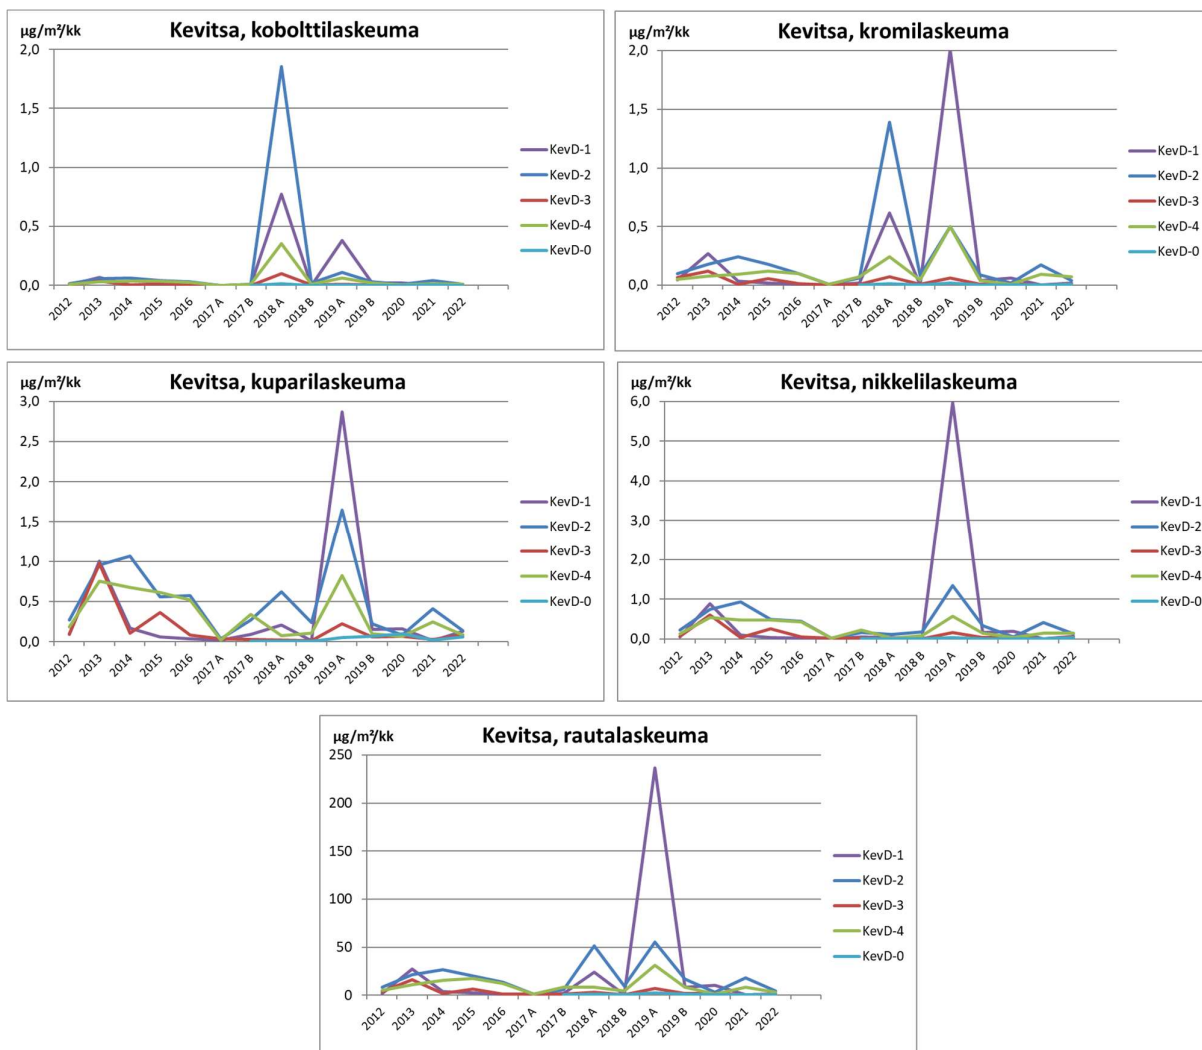 µg/m²/kk
Kevitsa, kobolttilaskeuma
2,0
1,5
1,0
0,5
0,0
2012
2013
2014
2015
2016
2017 A
2017 B
2018 A
2018 B
2019 A
2019 B
2020
2021
2022
KevD-1
KevD-2
KevD-3
KevD-4
KevD-0
µg/m²/kk
Kevitsa, kromilaskeuma
2,0
1,5
1,0
0,5
0,0
2012
2013
2014
2015
2016
2017 A
2017 B
2018 A
2018 B
2019 A
2019 B
2020
2021
2022
KevD-1
KevD-2
KevD-3
KevD-4
KevD-0
µg/m²/kk
Kevitsa, kuparilaskeuma
3,0
2,5
2,0
1,5
1,0
0,5
0,0
2012
2013
2014
2015
2016
2017 A
2017 B
2018 A
2018 B
2019 A
2019 B
2020
2021
2022
KevD-1
KevD-2
KevD-3
KevD-4
KevD-0
µg/m²/kk
Kevitsa, nikkelilaskeuma
6,0
5,0
4,0
3,0
2,0
1,0
0,0
2012
2013
2014
2015
2016
2017 A
2017 B
2018 A
2018 B
2019 A
2019 B
2020
2021
2022
KevD-1
KevD-2
KevD-3
KevD-4
KevD-0
µg/m²/kk
Kevitsa, rautalaskeuma
250
200
150
100
50
0
2012
2013
2014
2015
2016
2017 A
2017 B
2018 A
2018 B
2019 A
2019 B
2020
2021
2022
KevD-1
KevD-2
KevD-3
KevD-4
KevD-0